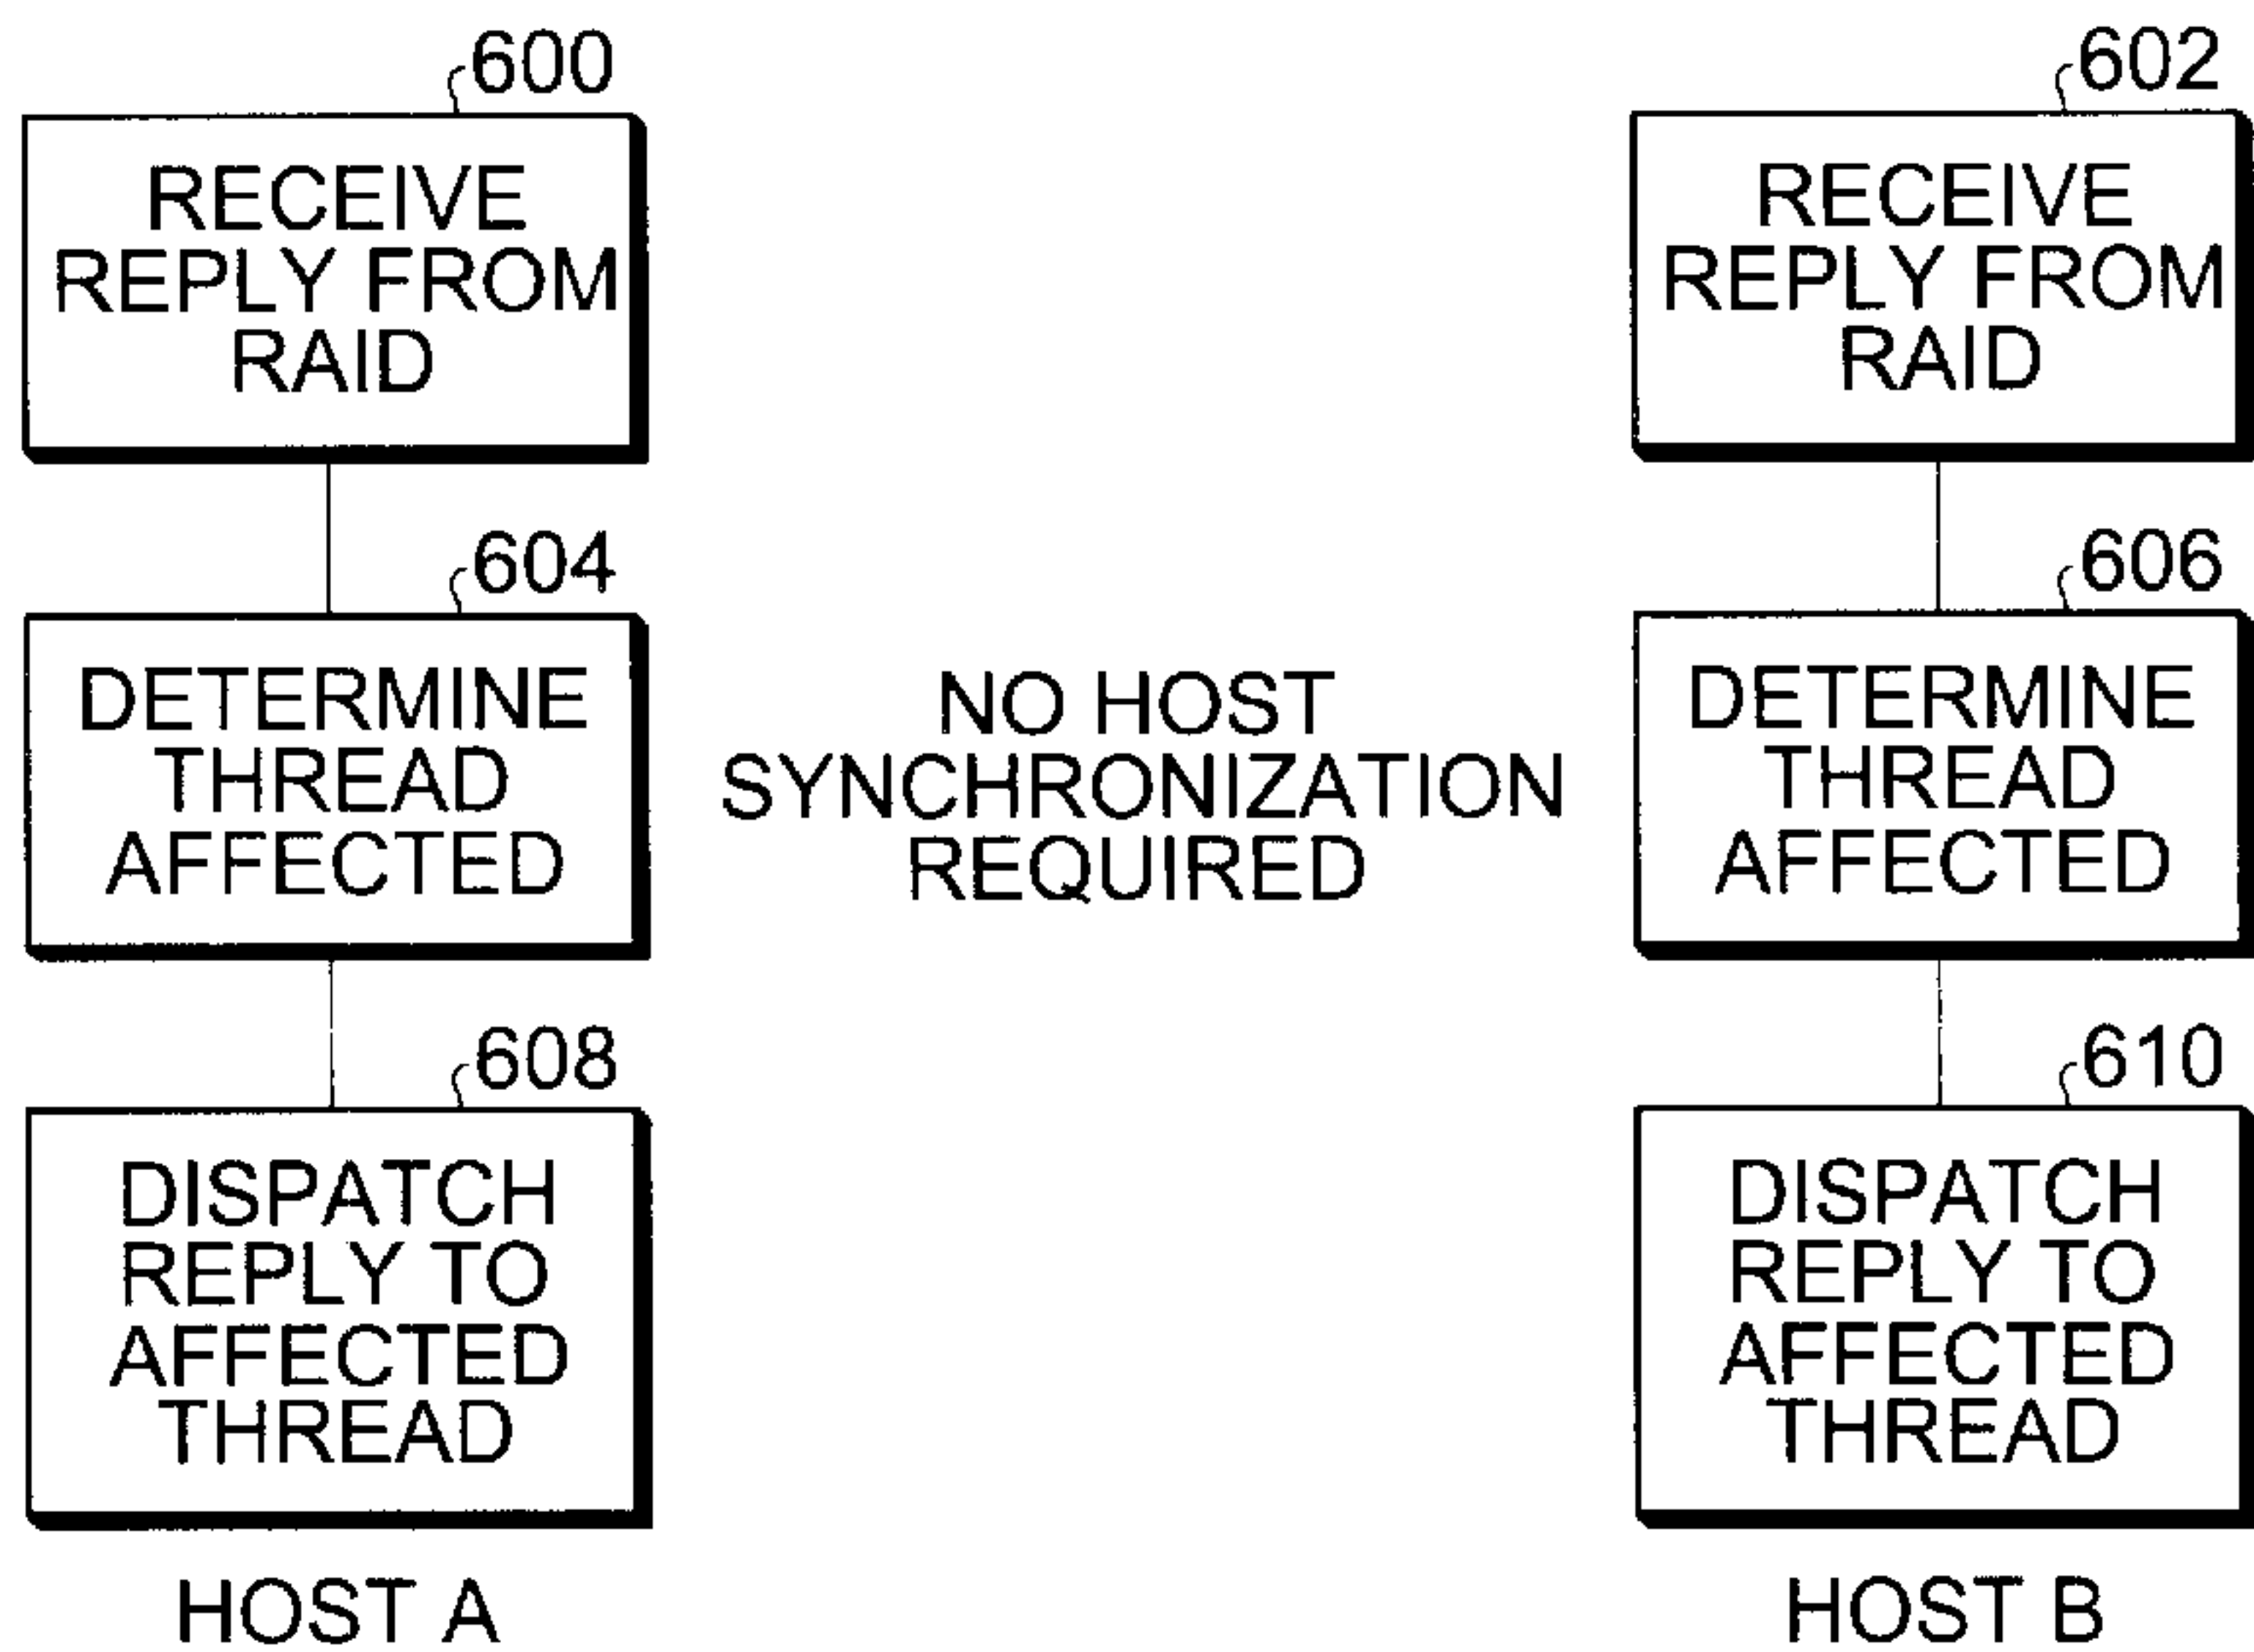 600
RECEIVE
REPLY FROM
RAID
602
RECEIVE
REPLY FROM
RAID
604
DETERMINE
THREAD
AFFECTED
NO HOST
SYNCHRONIZATION
REQUIRED
606
DETERMINE
THREAD
AFFECTED
608
DISPATCH
REPLY TO
AFFECTED
THREAD
610
DISPATCH
REPLY TO
AFFECTED
THREAD
HOST A
HOST B